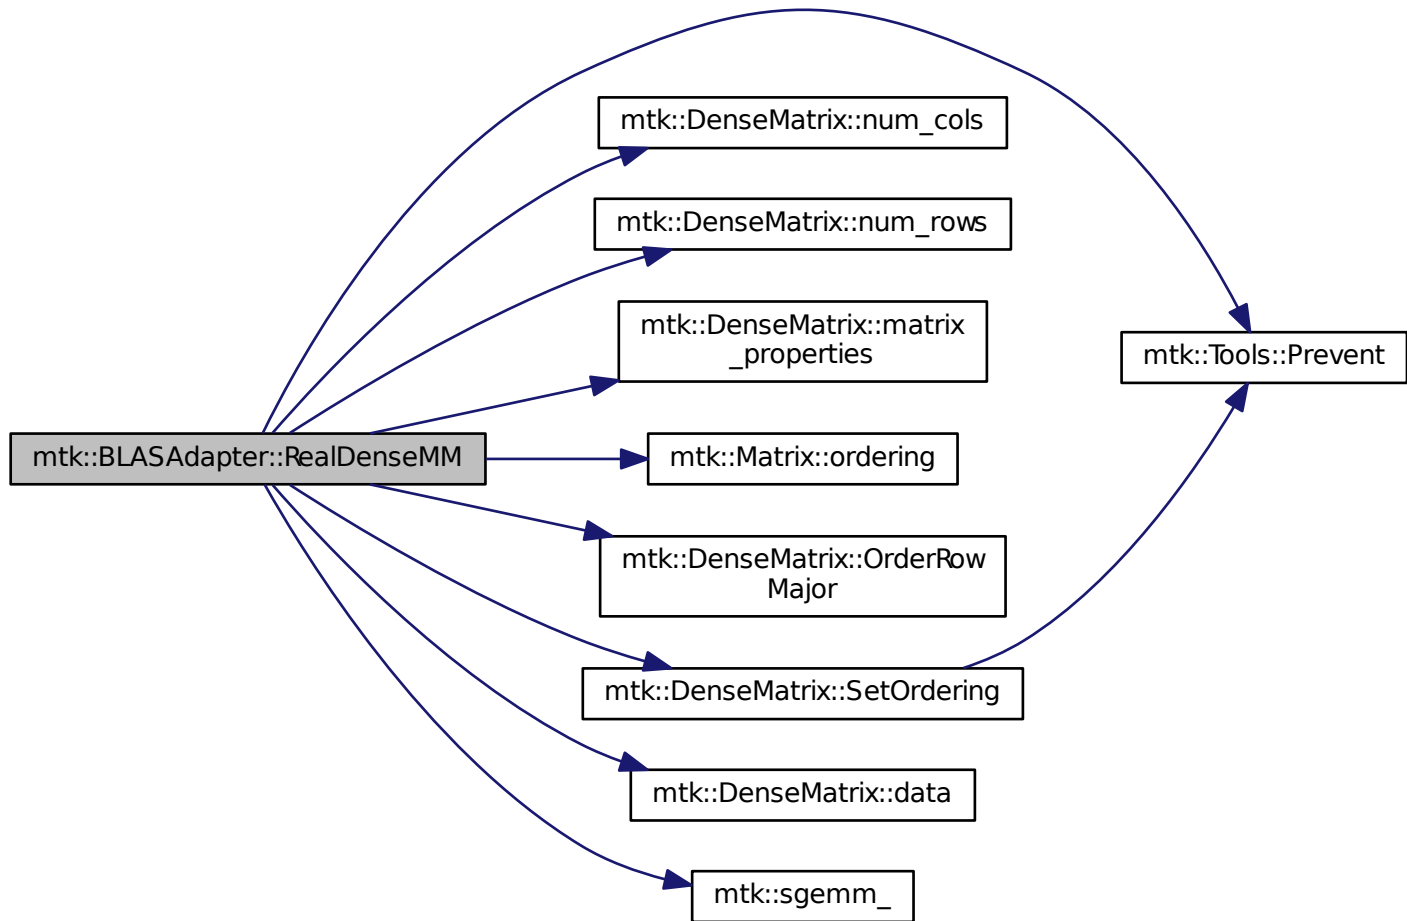 mtk::DenseMatrix::num_cols
mtk::DenseMatrix::num_rows
mtk::DenseMatrix::matrix
_properties
mtk::Tools::Prevent
mtk::BLASAdapter::RealDenseMM
mtk::Matrix::ordering
mtk::DenseMatrix::OrderRow
Major
mtk::DenseMatrix::SetOrdering
mtk::DenseMatrix::data
mtk::sgemm_